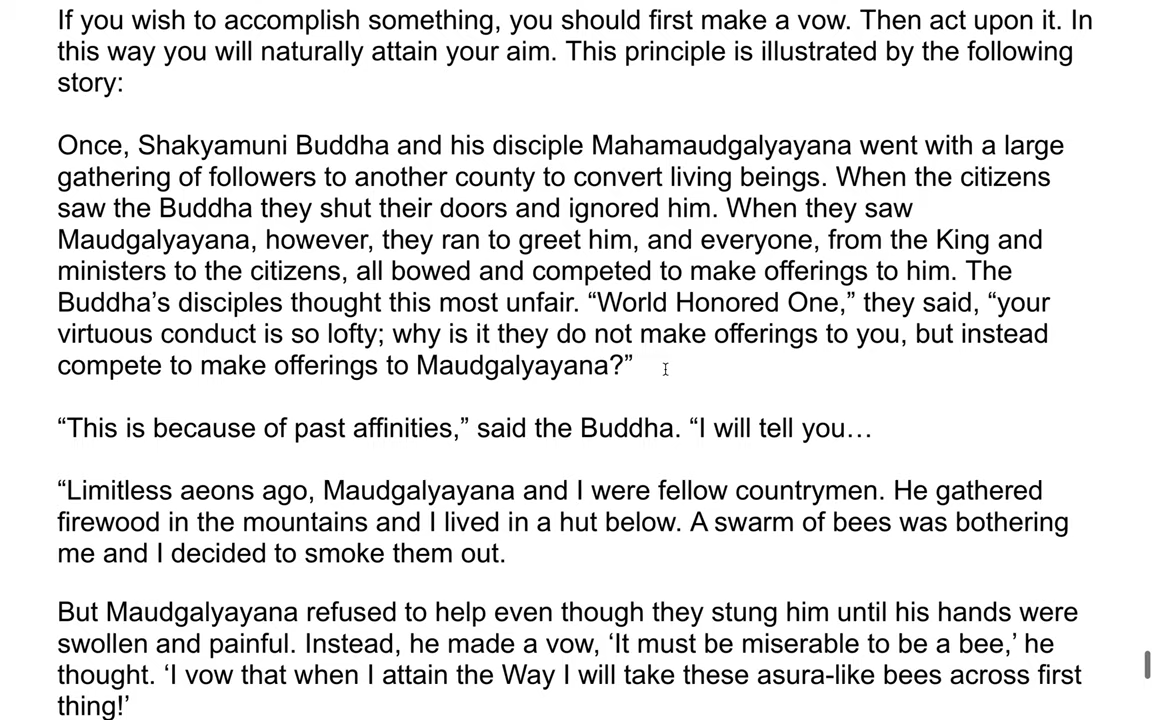 If you wish to accomplish something, you should first make a vow. Then act upon it. In
this way you will naturally attain your aim. This principle is illustrated by the following
story:
Once, Shakyamuni Buddha and his disciple Mahamaudgalyayana went with a large
gathering of followers to another county to convert living beings. When the citizens
saw the Buddha they shut their doors and ignored him. When they saw
Maudgalyayana, however, they ran to greet him, and everyone, from the King and
ministers to the citizens, all bowed and competed to make offerings to him. The
Buddha’s disciples thought this most unfair. “World Honored One,” they said, “your
virtuous conduct is so lofty; why is it they do not make offerings to you, but instead
compete to make offerings to Maudgalyayana?”
“This is because of past affinities,” said the Buddha. “I will tell you…
“Limitless aeons ago, Maudgalyayana and I were fellow countrymen. He gathered
firewood in the mountains and I lived in a hut below. A swarm of bees was bothering
me and I decided to smoke them out.
But Maudgalyayana refused to help even though they stung him until his hands were
swollen and painful. Instead, he made a vow, ‘It must be miserable to be a bee,’ he
thought. ‘I vow that when I attain the Way I will take these asura-like bees across first
thing!’